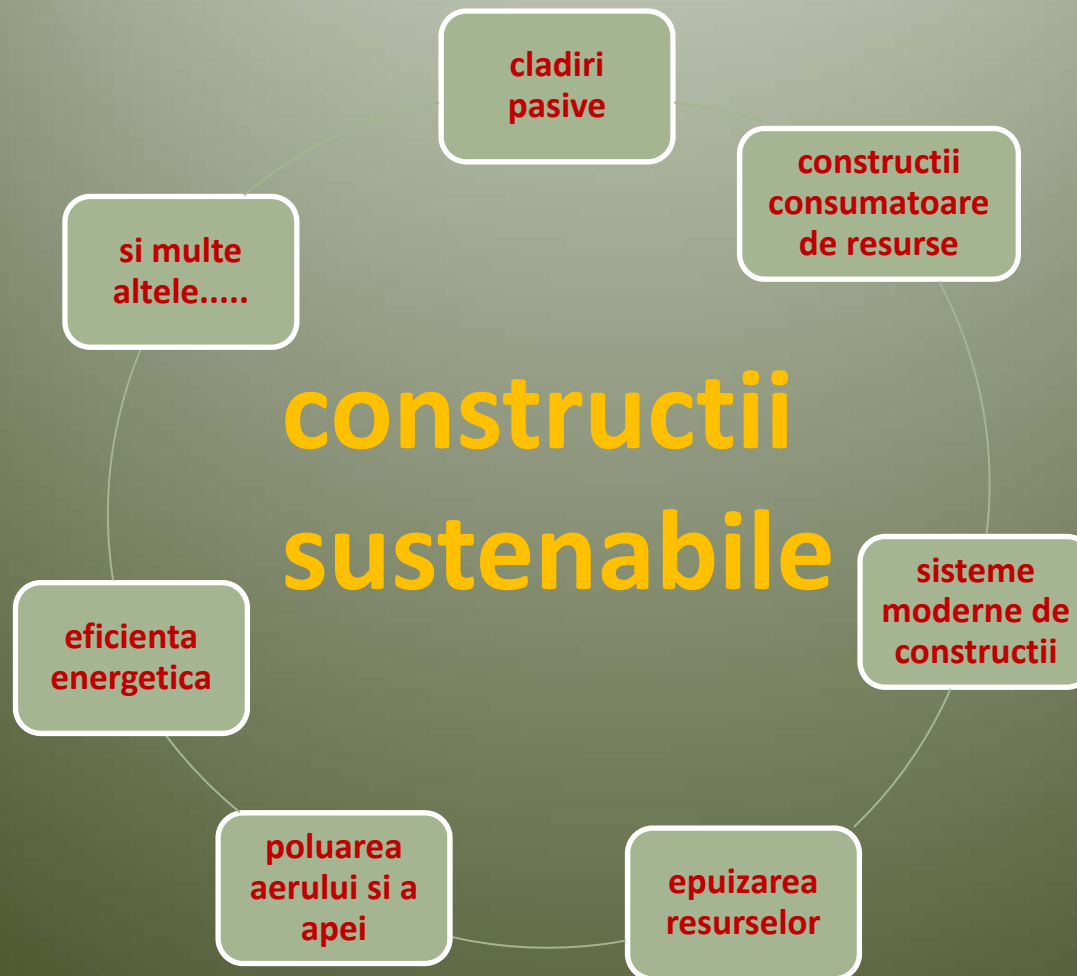 cladiri
pasive
constructii
consumatoare
de resurse
si multe
altele.....
constructii
sustenabile
sisteme
moderne de
constructii
eficienta
energetica
poluarea
aerului si a
apei
epuizarea
resurselor